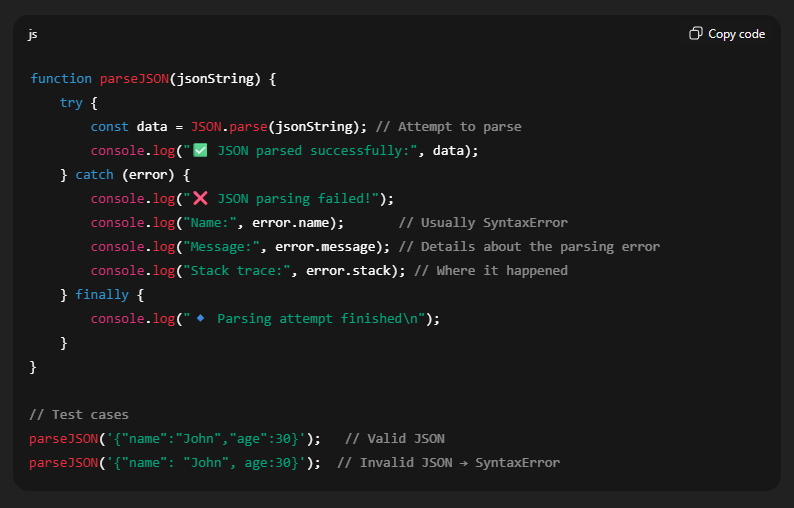 js
Copy code
function parseJSON(jsonString) {
    try {
        const data = JSON.parse(jsonString); // Attempt to parse
        console.log("✅ JSON parsed successfully:", data);
    } catch (error) {
        console.log("❌ JSON parsing failed!");
        console.log("Name:", error.name);       // Usually SyntaxError
        console.log("Message:", error.message); // Details about the parsing error
        console.log("Stack trace:", error.stack); // Where it happened
    } finally {
        console.log("🔹 Parsing attempt finished\n");
    }
}
// Test cases
parseJSON('{"name":"John","age":30}');   // Valid JSON
parseJSON('{"name": "John", age:30}');  // Invalid JSON → SyntaxError